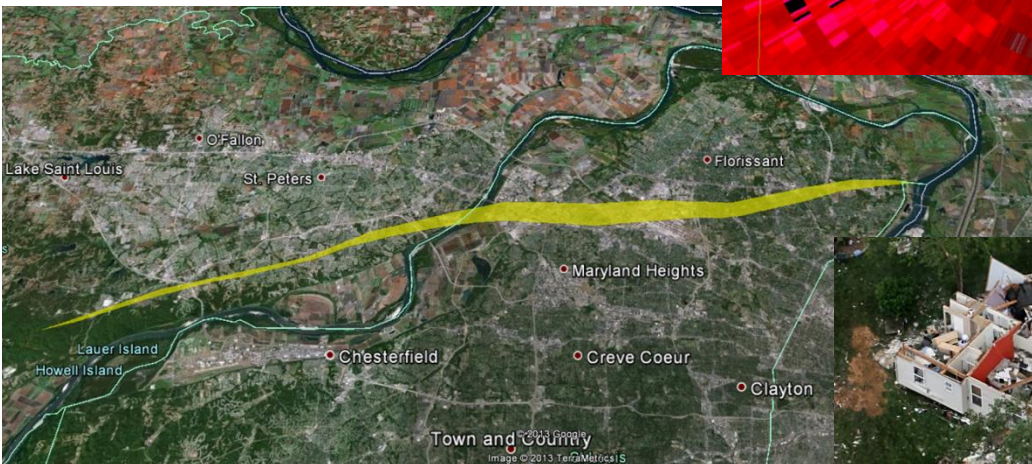 O'Fallon
Lake Saint Louis
St. Peters
Florissant
Maryland Heights
Lauer Island
Howell Island
Chesterfield
Creve Coeur
Clayton
Town and Country
© 2013 Google
Image © 2013 TerraMetrics